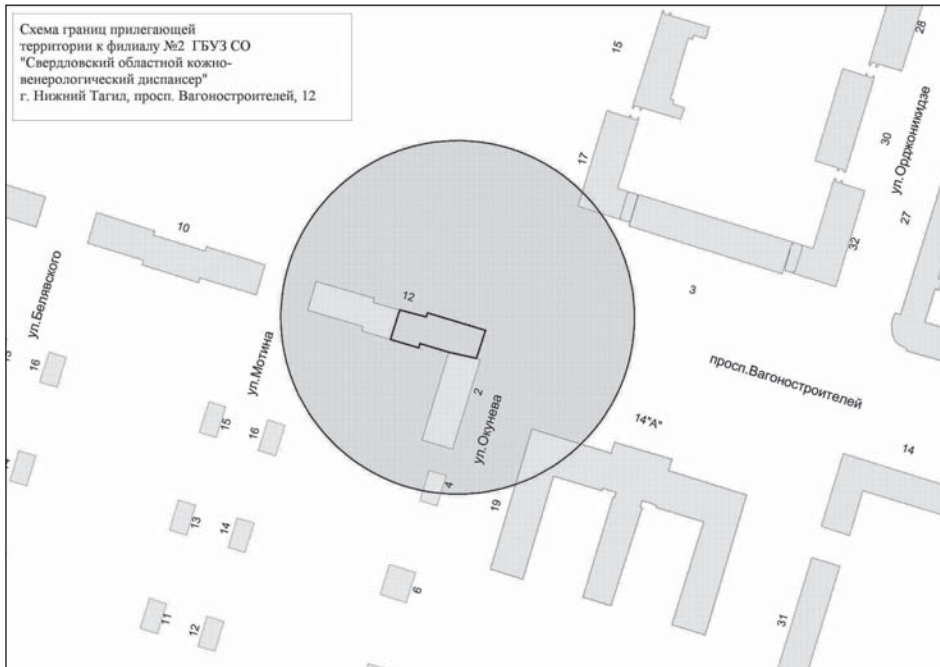 Схема границ прилегающей
территории к филиалу №2 ГБУЗ СО
"Свердловский областной кожно-
венерологический диспансер"
г. Нижний Тагил, просп. Вагоностроителей, 12
28
15
30
ул.Орджоникидзе
17
27
10
32
ул.Белявского
12
3
16
ул.Мотина
просп.Вагоностроителей
2
15
16
ул.Окунева
14"А"
14
4
19
13
14
6
11
12
31